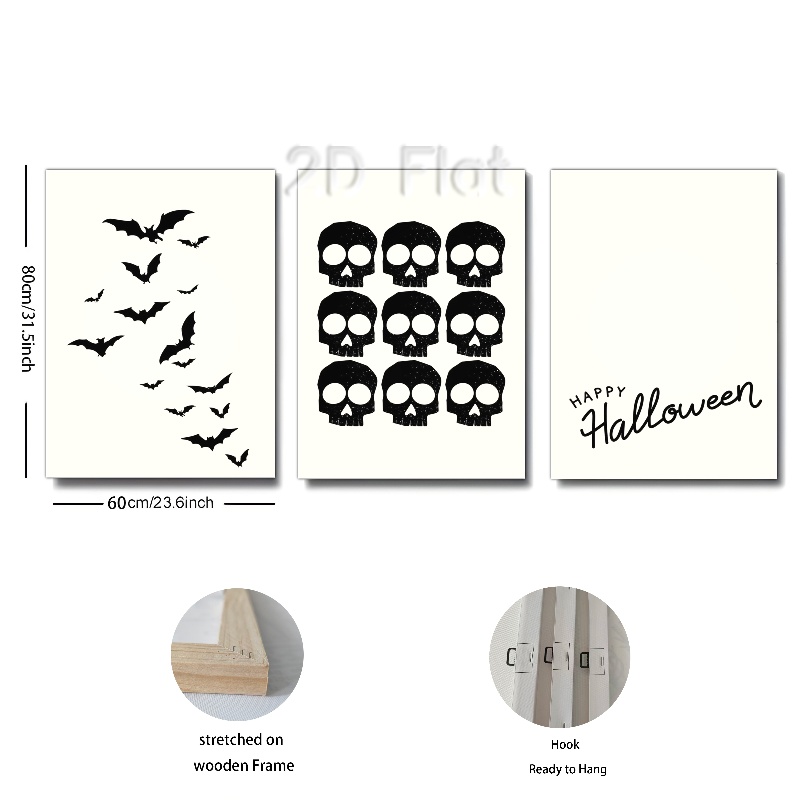 2D Flat
80cm/31.5inch
HAPPY
Halloween
60cm/23.6inch
stretched on
wooden Frame
Hook
Ready to Hang